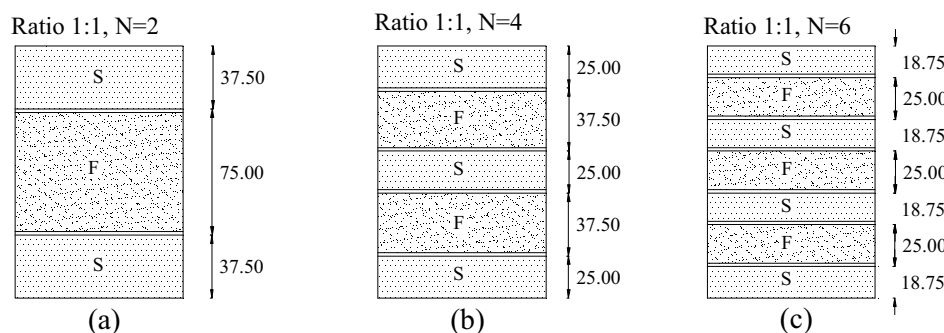 Ratio 1:1, N=2
S
37.50
F
75.00
S
37.50
(a)
Ratio 1:1, N=4
S
25.00
F
37.50
S
25.00
F
37.50
S
25.00
(b)
Ratio 1:1, N=6
S
18.75
F
25.00
S
18.75
F
25.00
S
18.75
F
25.00
S
18.75
(c)